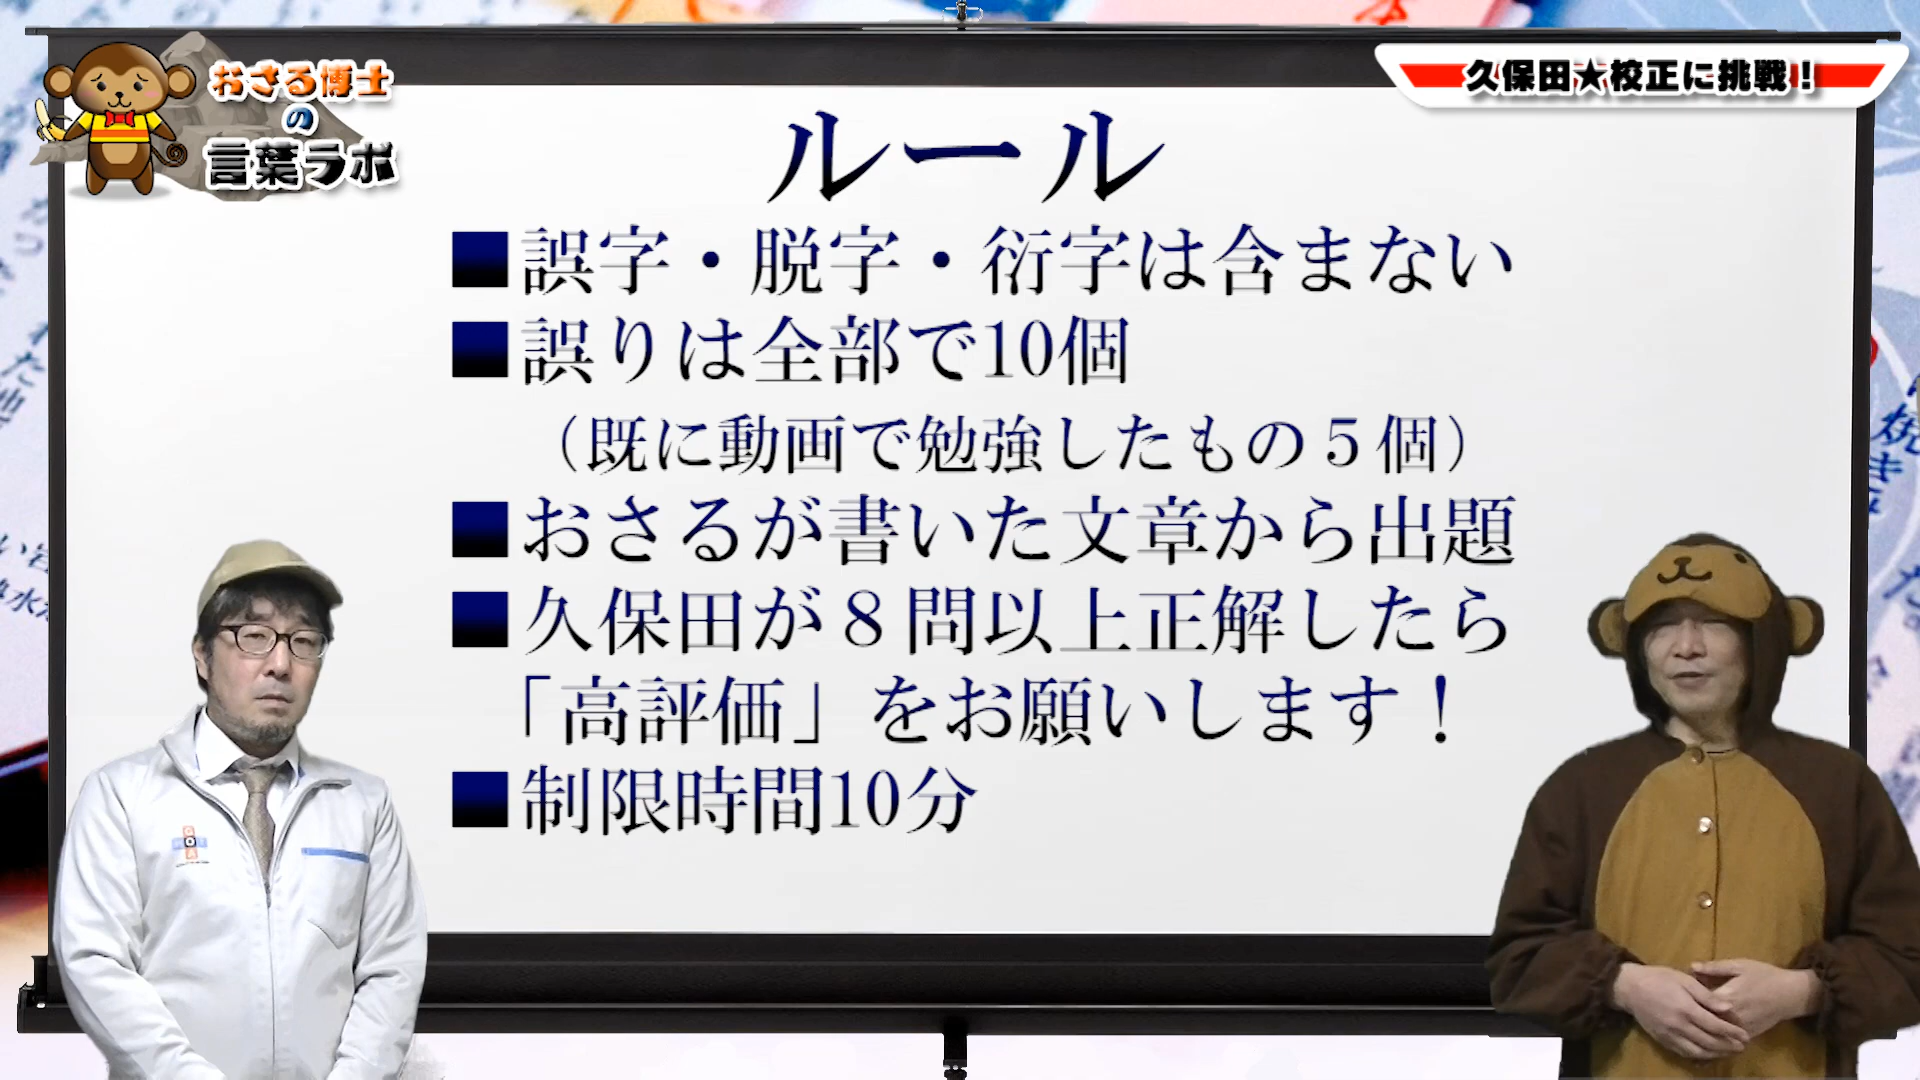 おさる博士
の
言葉ラボ
久保田★校正に挑戦！
ルール
■誤字・脱字・衍字は含まない
■誤りは全部で10個
（既に動画で勉強したもの５個）
■おさるが書いた文章から出題
■久保田が８問以上正解したら
「高評価」をお願いします！
■制限時間10分